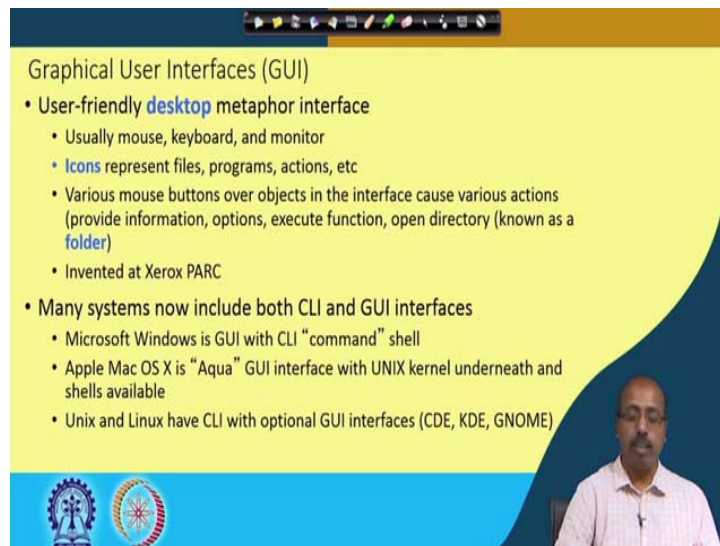 Graphical User Interfaces (GUI)
• User-friendly desktop metaphor interface
• Usually mouse, keyboard, and monitor
• Icons represent files, programs, actions, etc
• Various mouse buttons over objects in the interface cause various actions
(provide information, options, execute function, open directory (known as a
folder)
• Invented at Xerox PARC
• Many systems now include both CLI and GUI interfaces
• Microsoft Windows is GUI with CLI “command” shell
• Apple Mac OS X is “Aqua” GUI interface with UNIX kernel underneath and
shells available
• Unix and Linux have CLI with optional GUI interfaces (CDE, KDE, GNOME)